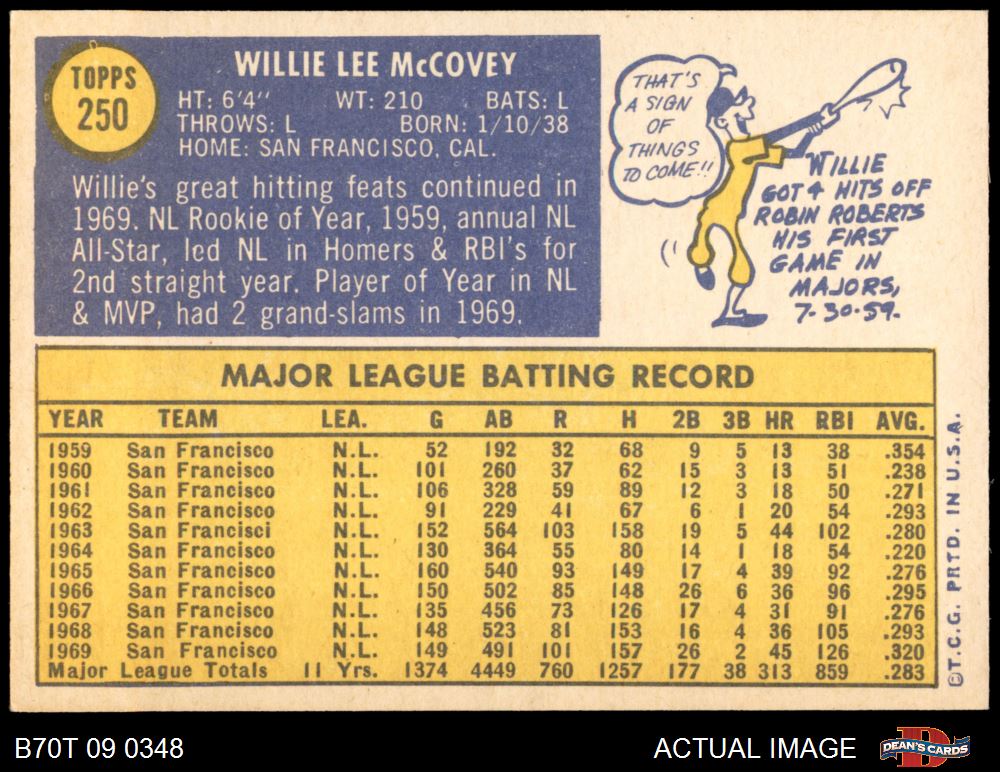 TOPPS
250
WILLIE LEE McCOVEY
HT: 6'4" WT: 210 BATS: L
THROWS: L BORN: 1/10/38
HOME: SAN FRANCISCO, CAL.
Willie's great hitting feats continued in
1969. NL Rookie of Year, 1959, annual NL
All-Star, led NL in Homers & RBI's for
2nd straight year. Player of Year in NL
& MVP, had 2 grand-slams in 1969.
THAT'S
A SIGN
OF
THINGS
TO COME!!
WILLIE
GOT 4 HITS OFF
ROBIN ROBERTS
HIS FIRST
GAME IN
MAJORS,
7-30-59.
MAJOR LEAGUE BATTING RECORD
YEAR TEAM LEA. G AB R H 2B 3B HR RBI AVG.
1959 San Francisco N.L. 52 192 32 68 9 5 13 38 .354
1960 San Francisco N.L. 101 260 37 62 15 3 13 51 .238
1961 San Francisco N.L. 106 328 59 89 12 3 18 50 .271
1962 San Francisco N.L. 91 229 41 67 6 1 20 54 .293
1963 San Francisci N.L. 152 564 103 158 19 5 44 102 .280
1964 San Francisco N.L. 130 364 55 80 14 1 18 54 .220
1965 San Francisco N.L. 160 540 93 149 17 4 39 92 .276
1966 San Francisco N.L. 150 502 85 148 26 6 36 96 .295
1967 San Francisco N.L. 135 456 73 126 17 4 31 91 .276
1968 San Francisco N.L. 148 523 81 153 16 4 36 105 .293
1969 San Francisco N.L. 149 491 101 157 26 2 45 126 .320
Major League Totals 11 Yrs. 1374 4449 760 1257 177 38 313 859 .283
©T.C.G. PRTD. IN U.S.A.
B70T 09 0348
ACTUAL IMAGE
DEAN'S CARDS